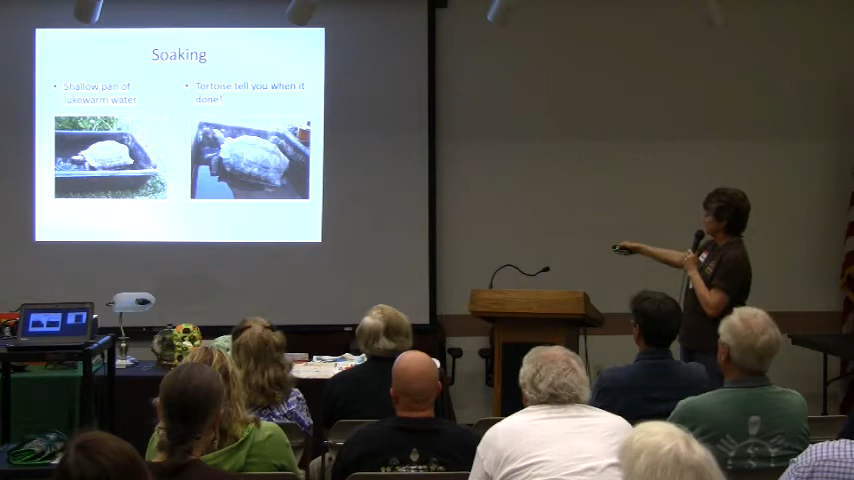 Soaking
• Shallow pan of
lukewarm water
• Tortoise tell you when it
done!